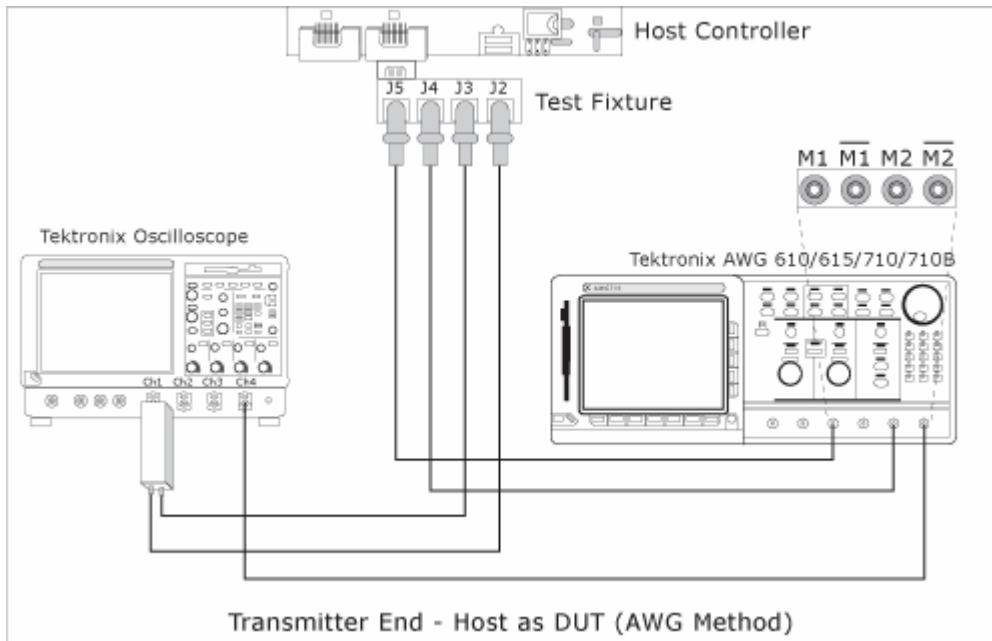 Host Controller
J5 J4 J3 J2
Test Fixture
M1 M1 M2 M2
Tektronix Oscilloscope
Tektronix AWG 610/615/710/710B
Ch1 Ch2 Ch3 Ch4
Transmitter End - Host as DUT (AWG Method)